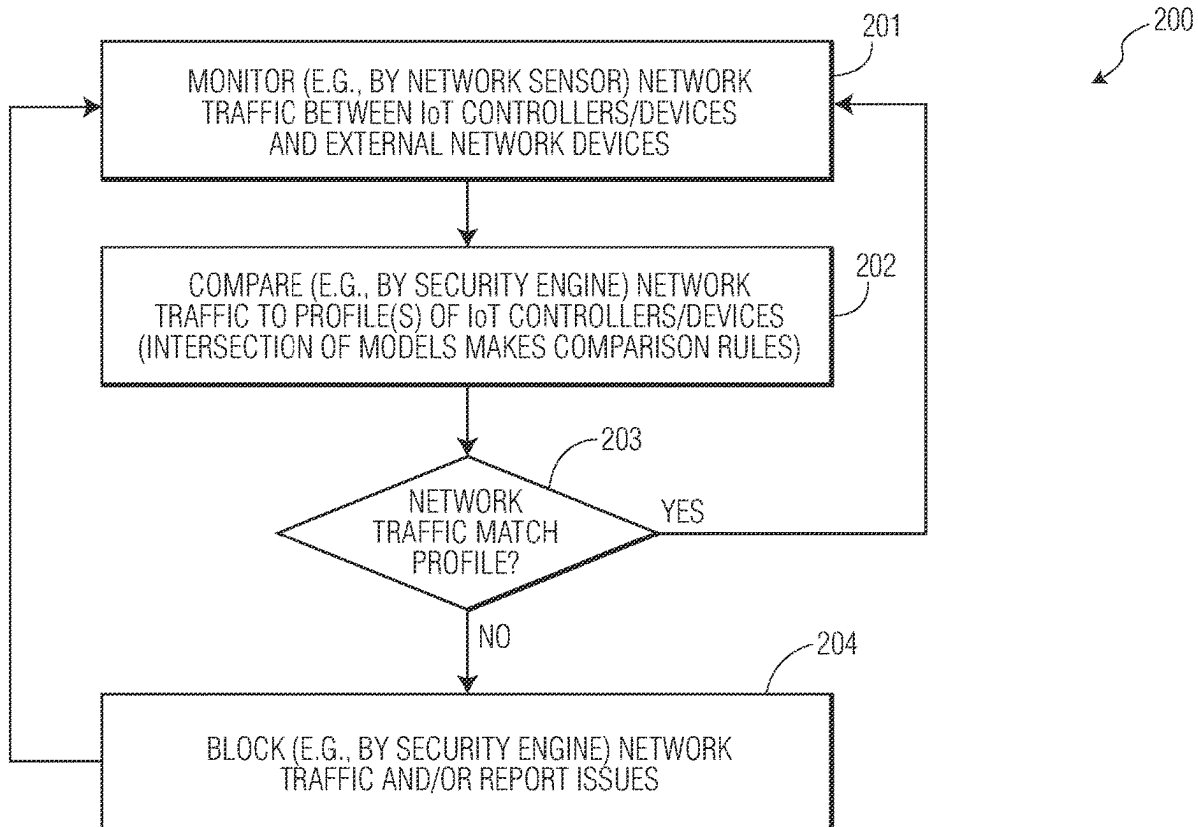 200
201
MONITOR (E.G., BY NETWORK SENSOR) NETWORK
TRAFFIC BETWEEN IoT CONTROLLERS/DEVICES
AND EXTERNAL NETWORK DEVICES
202
COMPARE (E.G., BY SECURITY ENGINE) NETWORK
TRAFFIC TO PROFILE(S) OF IoT CONTROLLERS/DEVICES
(INTERSECTION OF MODELS MAKES COMPARISON RULES)
203
NETWORK
TRAFFIC MATCH
PROFILE?
YES
NO
204
BLOCK (E.G., BY SECURITY ENGINE) NETWORK
TRAFFIC AND/OR REPORT ISSUES